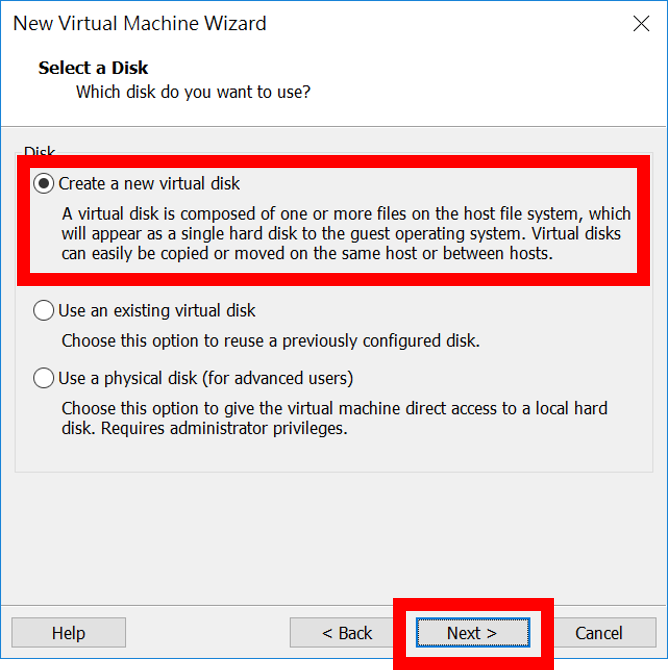 New Virtual Machine Wizard
Select a Disk
Which disk do you want to use?
Disk
Create a new virtual disk
A virtual disk is composed of one or more files on the host file system, which
will appear as a single hard disk to the guest operating system. Virtual disks
can easily be copied or moved on the same host or between hosts.
Use an existing virtual disk
Choose this option to reuse a previously configured disk.
Use a physical disk (for advanced users)
Choose this option to give the virtual machine direct access to a local hard
disk. Requires administrator privileges.
Help < Back Next > Cancel